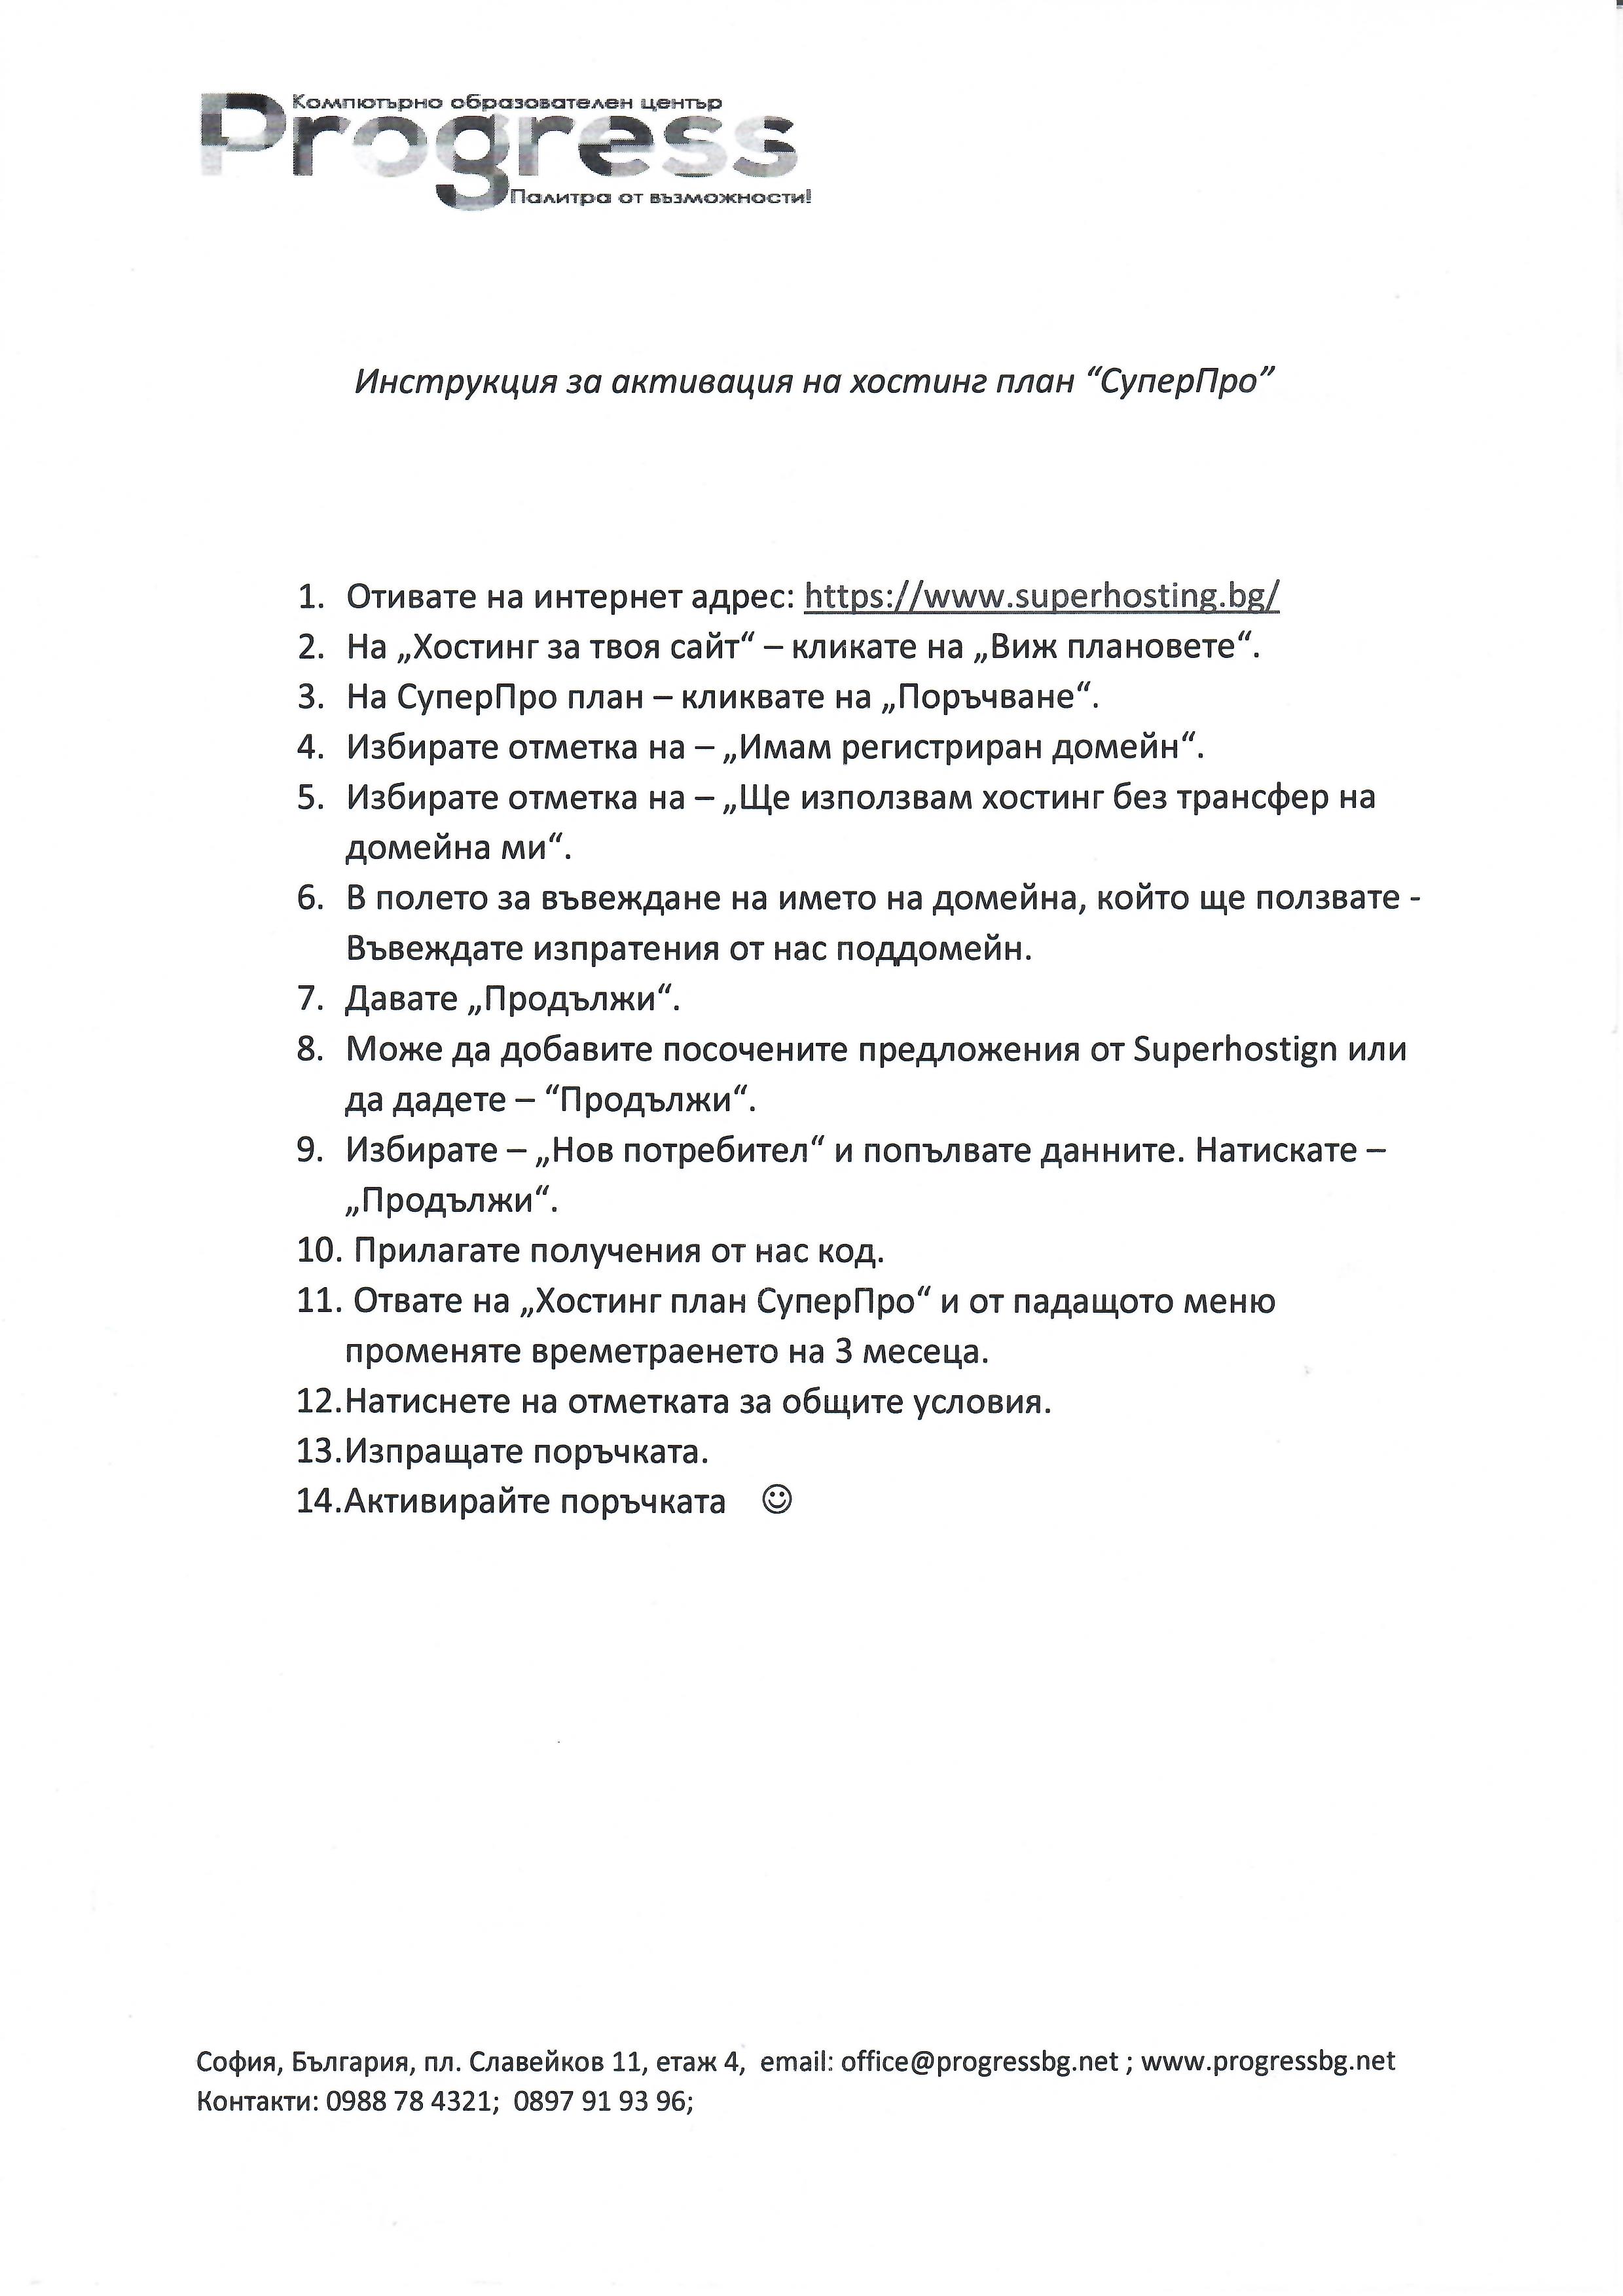 Компютърно образователен център
Progress
Палитра от възможности!
Инструкция за активация на хостинг план “СуперПро”
1. Отивате на интернет адрес: https://www.superhosting.bg/
2. На „Хостинг за твоя сайт“ – кликате на „Виж плановете“.
3. На СуперПро план – кликвате на „Поръчване“.
4. Избирате отметка на – „Имам регистриран домейн“.
5. Избирате отметка на – „Ще използвам хостинг без трансфер на
домейна ми“.
6. В полето за въвеждане на името на домейна, който ще ползвате -
Въвеждате изпратения от нас поддомейн.
7. Давате „Продължи“.
8. Може да добавите посочените предложения от Superhostign или
да дадете – “Продължи“.
9. Избирате – „Нов потребител“ и попълвате данните. Натискате –
„Продължи“.
10. Прилагате получения от нас код.
11. Отвате на „Хостинг план СуперПро“ и от падащото меню
променяте времетраенето на 3 месеца.
12.Натиснете на отметката за общите условия.
13.Изпращате поръчката.
14.Активирайте поръчката ☺
София, България, пл. Славейков 11, етаж 4, email: office@progressbg.net ; www.progressbg.net
Контакти: 0988 78 4321; 0897 91 93 96;